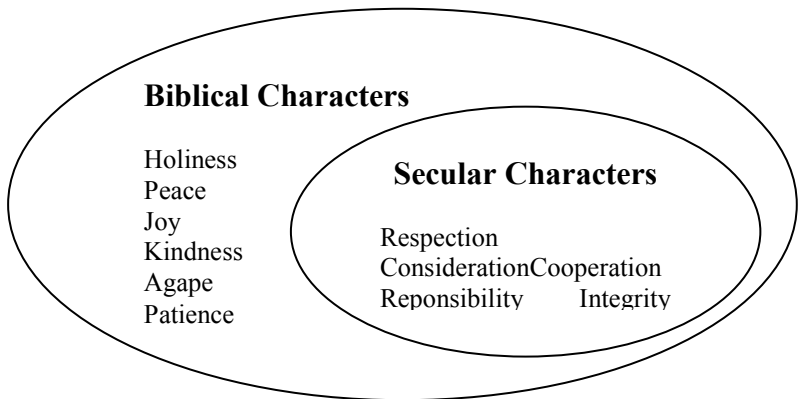 Biblical Characters
Holiness
Peace
Joy
Kindness
Agape
Patience
Secular Characters
Respection
ConsiderationCooperation
Reponsibility Integrity